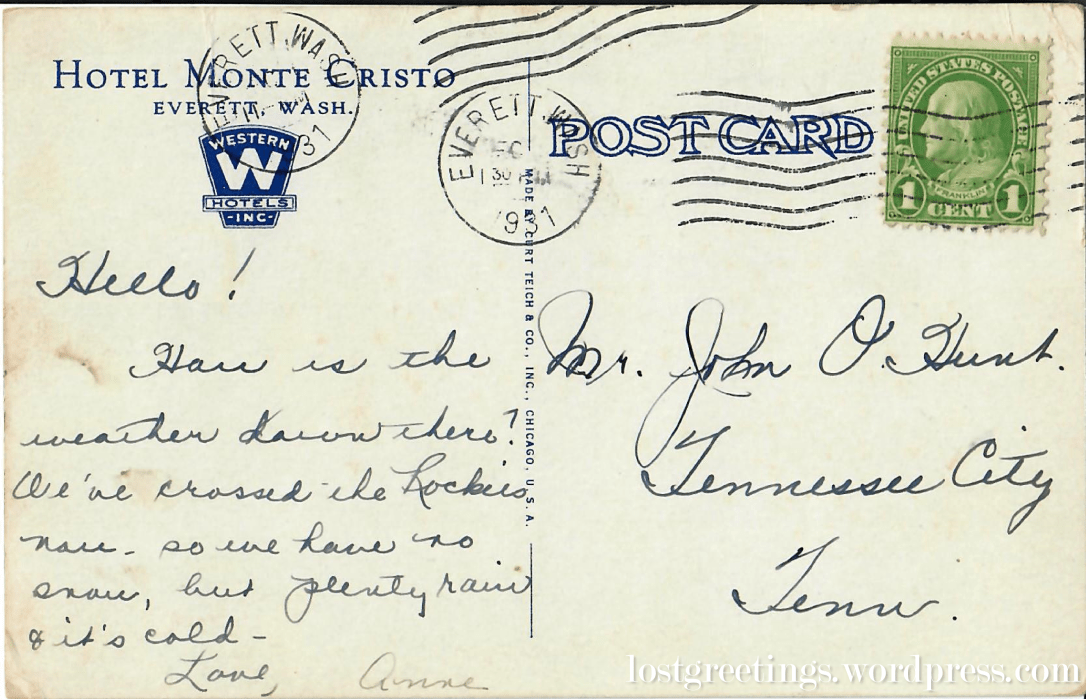 HOTEL MONTE CRISTO
EVERETT, WASH.
WESTERN
W
HOTELS
-INC-
EVERETT, WASH
31
EVERETT, WASH
1931
MADE BY CURT TEICH & CO., INC., CHICAGO, U.S.A.
POST CARD
UNITED STATES POSTAGE
FRANKLIN
1 CENT 1
Hello!
How is the
weather down there?
We've crossed the Rockies
now - so we have no
snow, but plenty rain
& it's cold -
Love, Anne
Mr. John O. Hunt.
Tennessee City
Tenn.
lostgreetings.wordpress.com